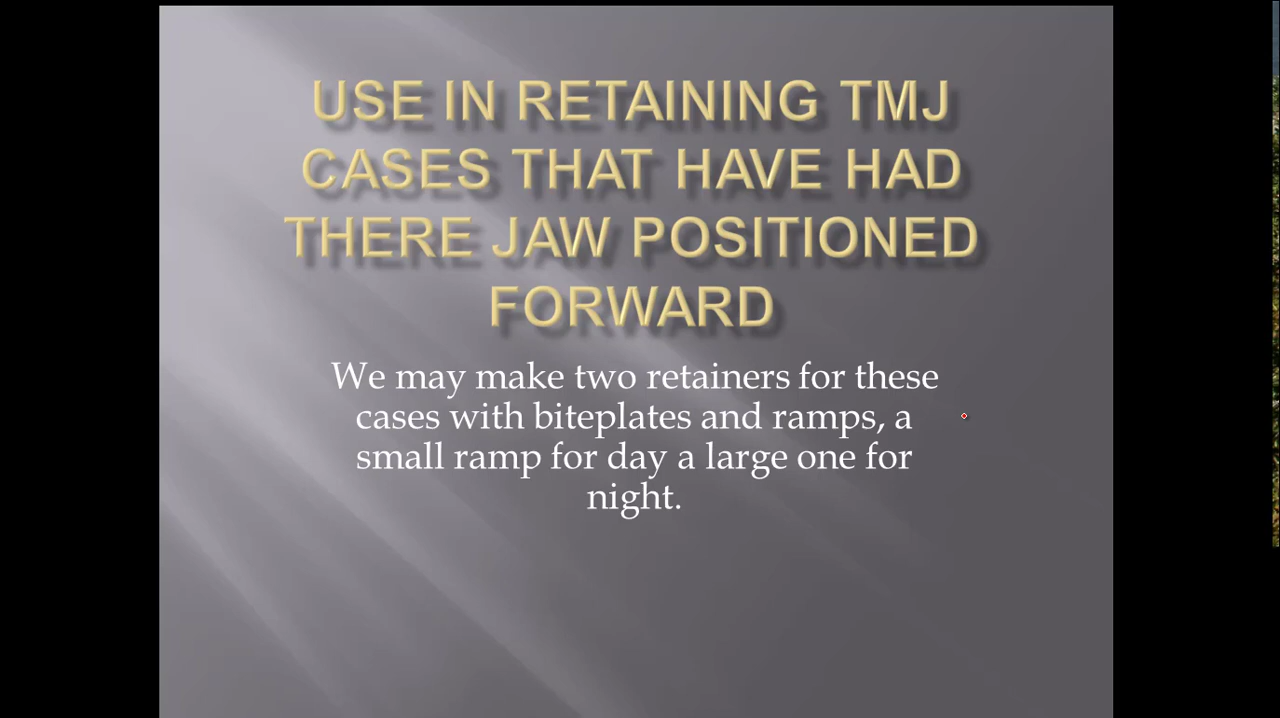 USE IN RETAINING TMJ
CASES THAT HAVE HAD
THERE JAW POSITIONED
FORWARD
We may make two retainers for these
cases with biteplates and ramps, a
small ramp for day a large one for
night.